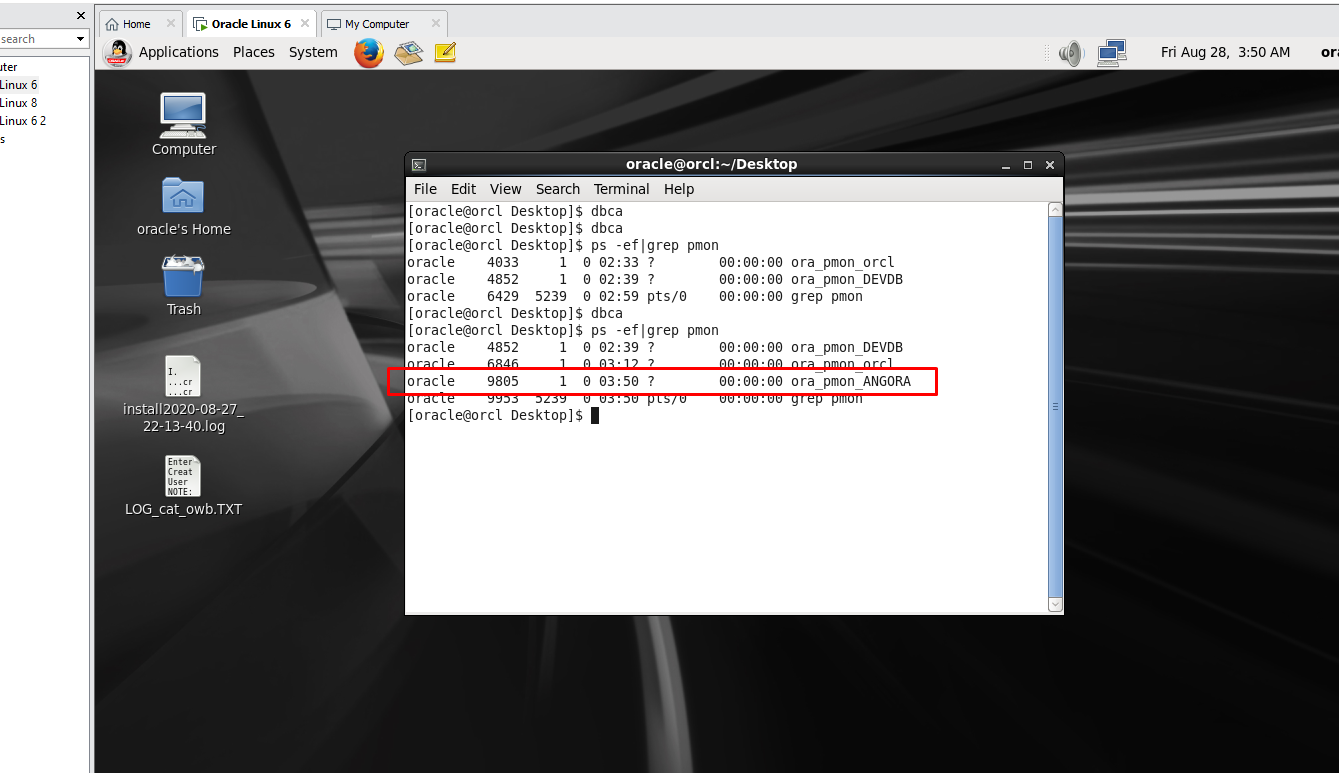 Home
Oracle Linux 6
My Computer
search
Applications Places System
Fri Aug 28, 3:50 AM
ora
uter
Linux 6
Linux 8
Linux 6 2
s
Computer
oracle's Home
Trash
I.
...cr
...cr
install2020-08-27_
22-13-40.log
Enter
Creat
User
NOTE:
LOG_cat_owb.TXT
oracle@orcl:~/Desktop
File Edit View Search Terminal Help
[oracle@orcl Desktop]$ dbca
[oracle@orcl Desktop]$ dbca
[oracle@orcl Desktop]$ ps -ef|grep pmon
oracle    4033     1  0 02:33 ?        00:00:00 ora_pmon_orcl
oracle    4852     1  0 02:39 ?        00:00:00 ora_pmon_DEVDB
oracle    6429  5239  0 02:59 pts/0    00:00:00 grep pmon
[oracle@orcl Desktop]$ dbca
[oracle@orcl Desktop]$ ps -ef|grep pmon
oracle    4852     1  0 02:39 ?        00:00:00 ora_pmon_DEVDB
oracle    6846     1  0 03:12 ?        00:00:00 ora_pmon_orcl
oracle    9805     1  0 03:50 ?        00:00:00 ora_pmon_ANGORA
oracle    9953  5239  0 03:50 pts/0    00:00:00 grep pmon
[oracle@orcl Desktop]$